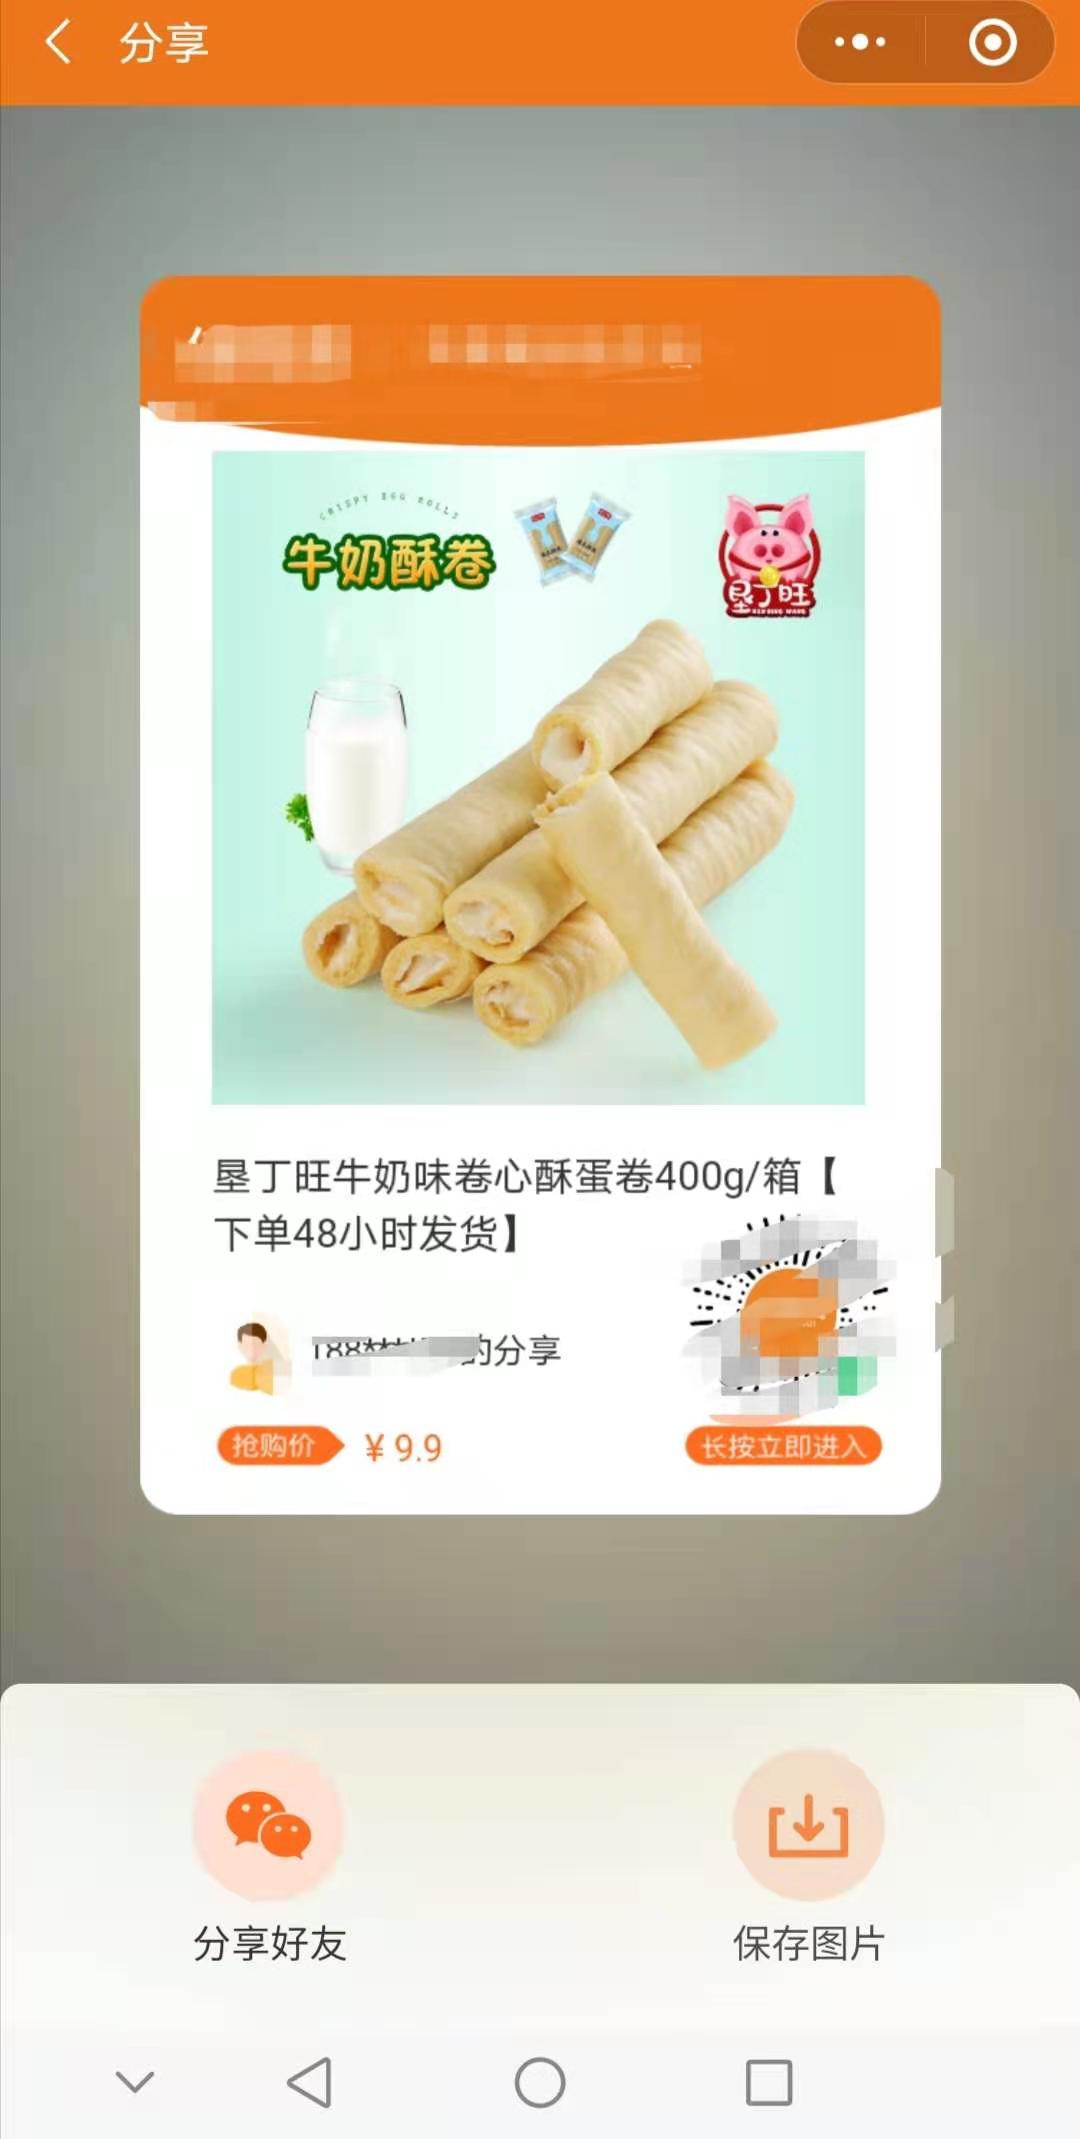 分享
CRISPY EGG ROLLS
牛奶酥卷
垦丁旺
KEN DING WANG
垦丁旺牛奶味卷心酥蛋卷400g/箱【
下单48小时发货】
的分享
抢购价 ¥ 9.9
长按立即进入
分享好友
保存图片